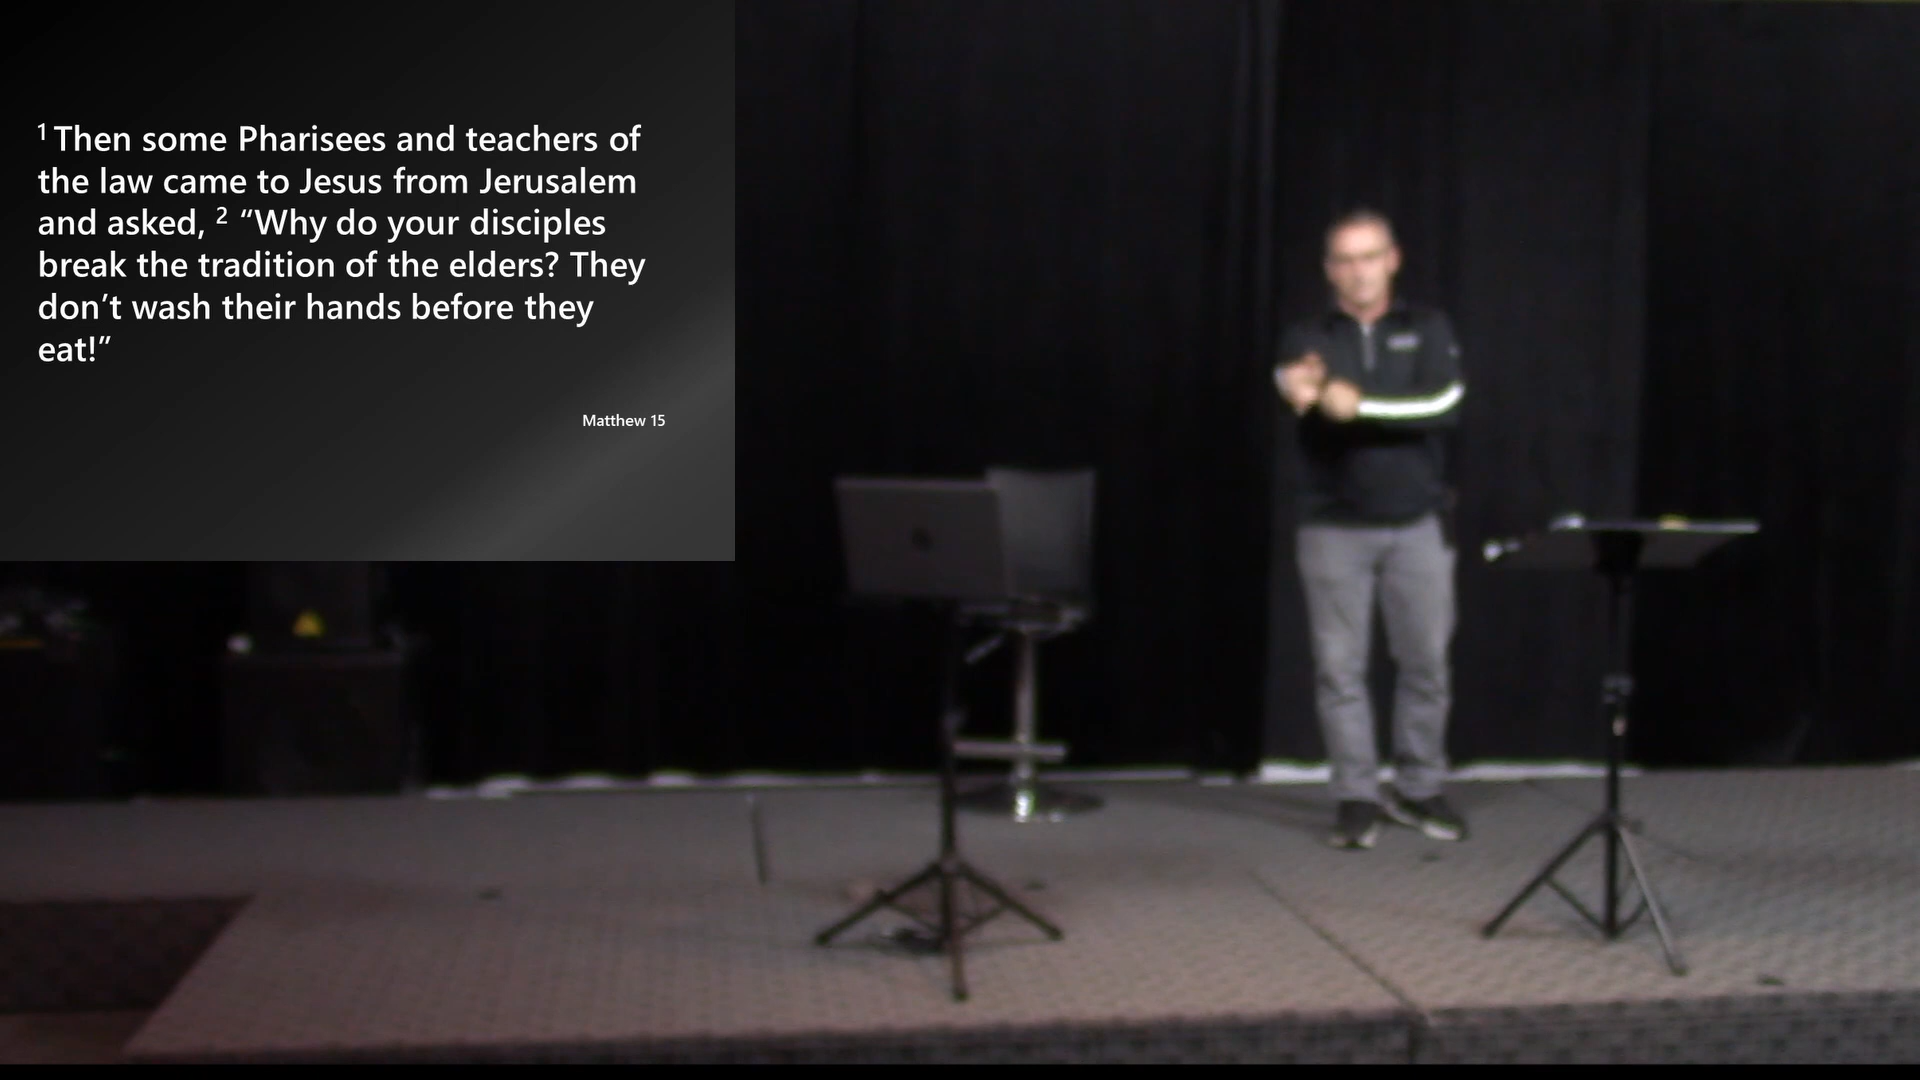 ¹ Then some Pharisees and teachers of
the law came to Jesus from Jerusalem
and asked, ² “Why do your disciples
break the tradition of the elders? They
don’t wash their hands before they
eat!”
Matthew 15